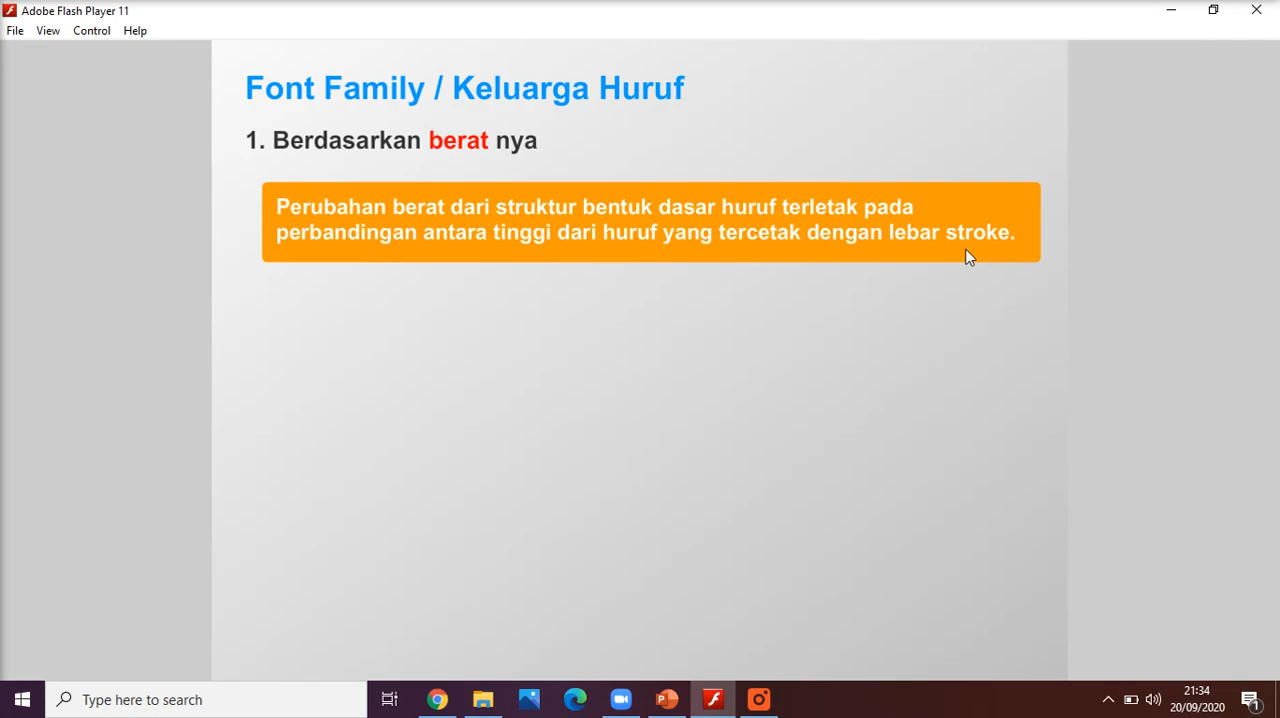 Adobe Flash Player 11
File View Control Help
Font Family / Keluarga Huruf
1. Berdasarkan berat nya
Perubahan berat dari struktur bentuk dasar huruf terletak pada
perbandingan antara tinggi dari huruf yang tercetak dengan lebar stroke.
Type here to search
21:34
20/09/2020
1